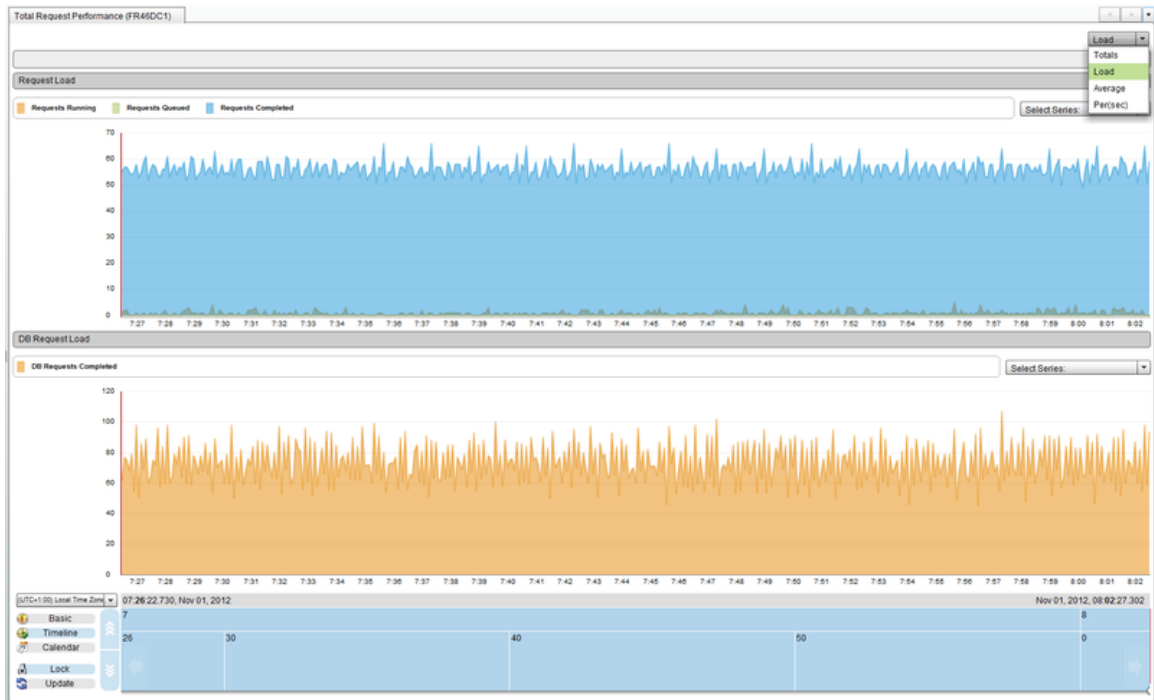 Total Request Performance (FR46DC1)
Load
Totals
Load
Average
Per(sec)
Request Load
Requests Running Requests Queued Requests Completed
Select Series:
70
60
50
40
30
20
10
0
7:27 7:28 7:29 7:30 7:31 7:32 7:33 7:34 7:35 7:36 7:37 7:38 7:39 7:40 7:41 7:42 7:43 7:44 7:45 7:46 7:47 7:48 7:49 7:50 7:51 7:52 7:53 7:54 7:55 7:56 7:57 7:58 7:59 8:00 8:01 8:02
DB Request Load
DB Requests Completed
Select Series:
120
100
80
60
40
20
0
7:27 7:28 7:29 7:30 7:31 7:32 7:33 7:34 7:35 7:36 7:37 7:38 7:39 7:40 7:41 7:42 7:43 7:44 7:45 7:46 7:47 7:48 7:49 7:50 7:51 7:52 7:53 7:54 7:55 7:56 7:57 7:58 7:59 8:00 8:01 8:02
(UTC+1:00) Local Time Zone 07:26:22.730, Nov 01, 2012 Nov 01, 2012, 08:02:27.302
Basic
Timeline
Calendar
Lock
Update
7 8
26 30 40 50 0